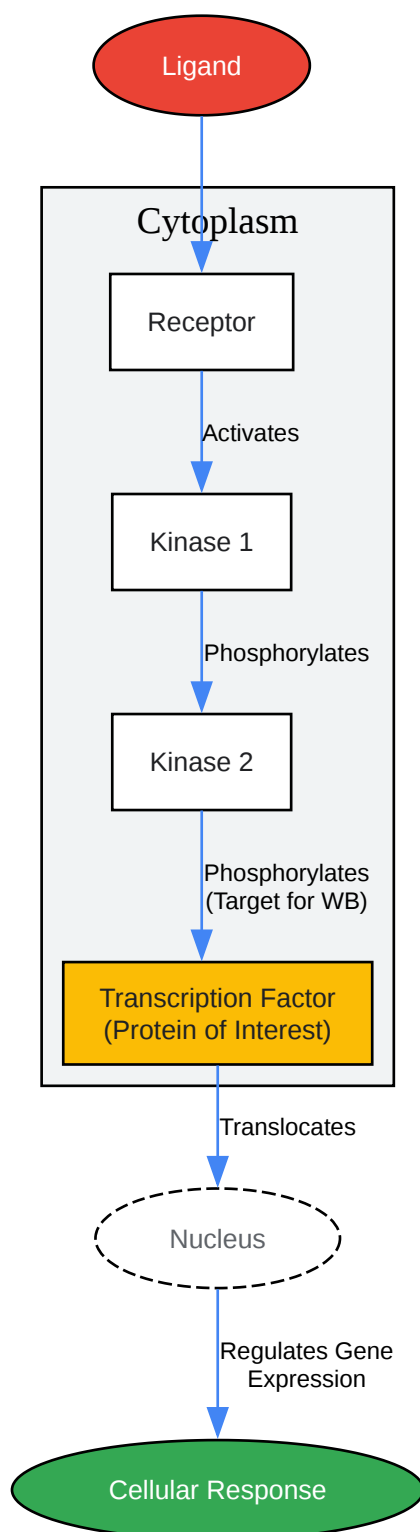 Ligand
Cytoplasm
Receptor
Activates
Kinase 1
Phosphorylates
Kinase 2
Phosphorylates
(Target for WB)
Transcription Factor
(Protein of Interest)
Translocates
Nucleus
Regulates Gene
Expression
Cellular Response